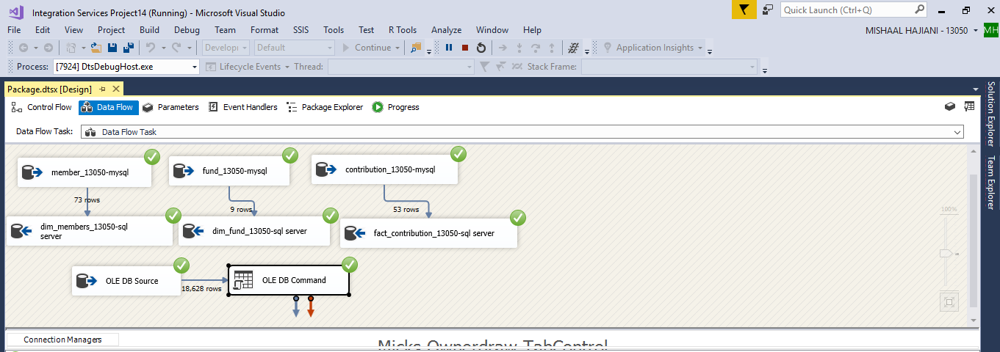 Integration Services Project14 (Running) - Microsoft Visual Studio
Quick Launch (Ctrl+Q)
File Edit View Project Build Debug Team Format SSIS Tools Test R Tools Analyze Window Help
MISHAAL HAJIANI - 13050 MH
Develop Default Continue Application Insights
Process: [7924] DtsDebugHost.exe Lifecycle Events Thread: Stack Frame:
Package.dtsx [Design]
Control Flow Data Flow Parameters Event Handlers Package Explorer Progress
Data Flow Task: Data Flow Task
Solution Explorer
Team Explorer
member_13050-mysql fund_13050-mysql contribution_13050-mysql
73 rows 9 rows 53 rows
100%
dim_members_13050-sql
server
dim_fund_13050-sql server
fact_contribution_13050-sql server
OLE DB Source OLE DB Command
18,628 rows
Connection Managers
Micks Ownerdraw TabControl